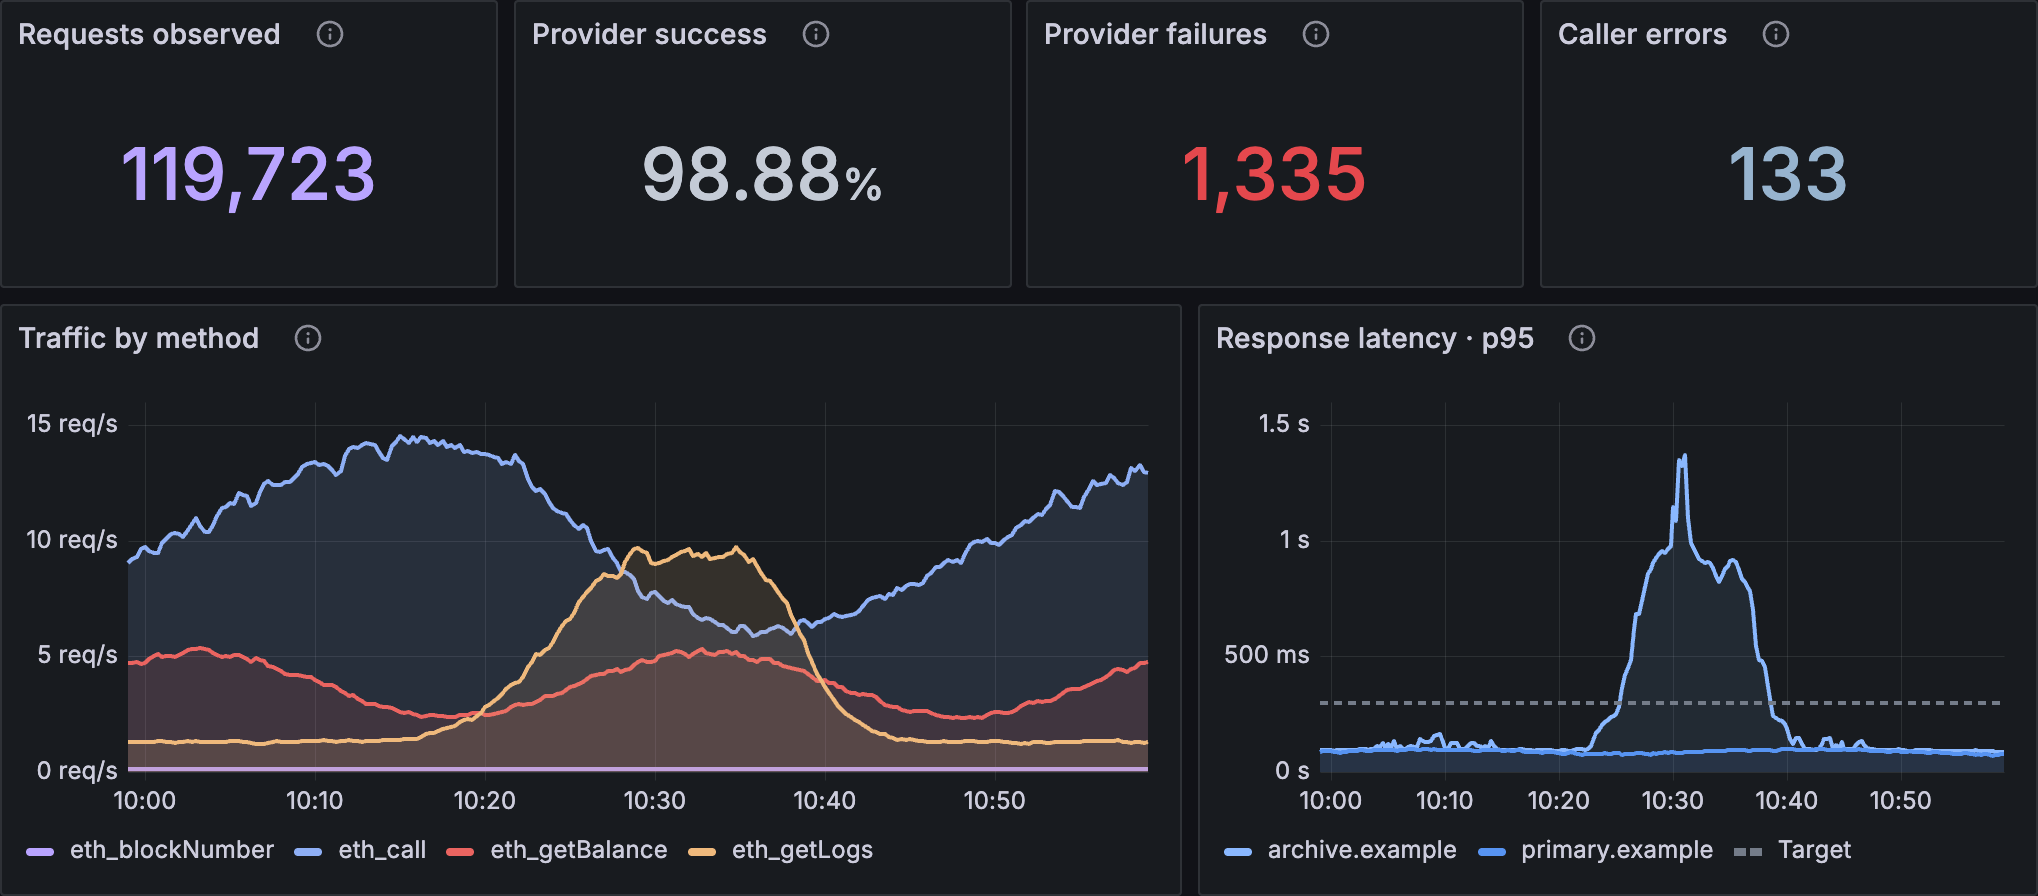 Requests observed
119,723
Provider success
98.88%
Provider failures
1,335
Caller errors
133
Traffic by method
15 req/s
10 req/s
5 req/s
0 req/s
10:00 10:10 10:20 10:30 10:40 10:50
eth_blockNumber eth_call eth_getBalance eth_getLogs
Response latency · p95
1.5 s
1 s
500 ms
0 s
10:00 10:10 10:20 10:30 10:40 10:50
archive.example primary.example Target